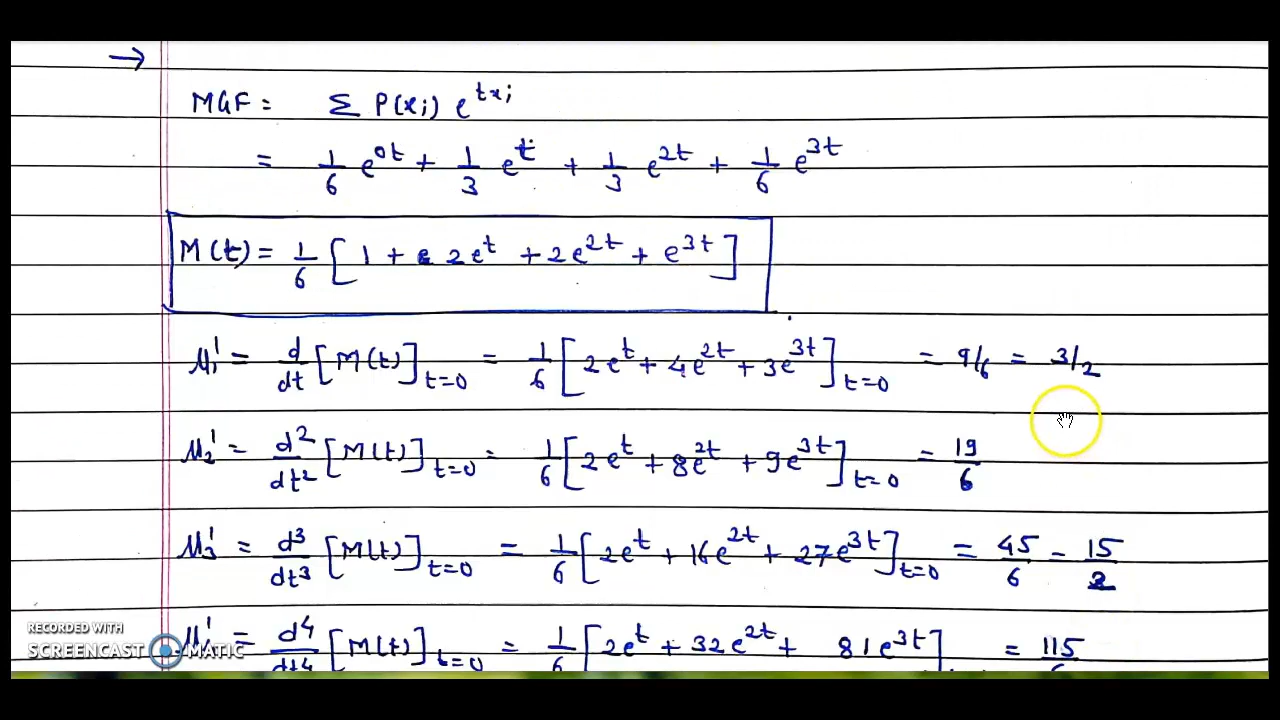 →
MGF = Σ P(xi) e^txi
= 1/6 e^0t + 1/3 e^t + 1/3 e^2t + 1/6 e^3t
M(t) = 1/6 [ 1 + 2e^t + 2e^2t + e^3t ]
μ1' = d/dt [M(t)]t=0 = 1/6 [ 2e^t + 4e^2t + 3e^3t ]t=0 = 9/6 = 3/2
μ2' = d²/dt² [M(t)]t=0 = 1/6 [ 2e^t + 8e^2t + 9e^3t ]t=0 = 19/6
μ3' = d³/dt³ [M(t)]t=0 = 1/6 [ 2e^t + 16e^2t + 27e^3t ]t=0 = 45/6 = 15/2
= d⁴/dt4 [M(t)]t=0 = 1/6 [ 2e^t + 32e^2t + 81e^3t ] = 115/6
RECORDED WITH
SCREENCAST MATIC